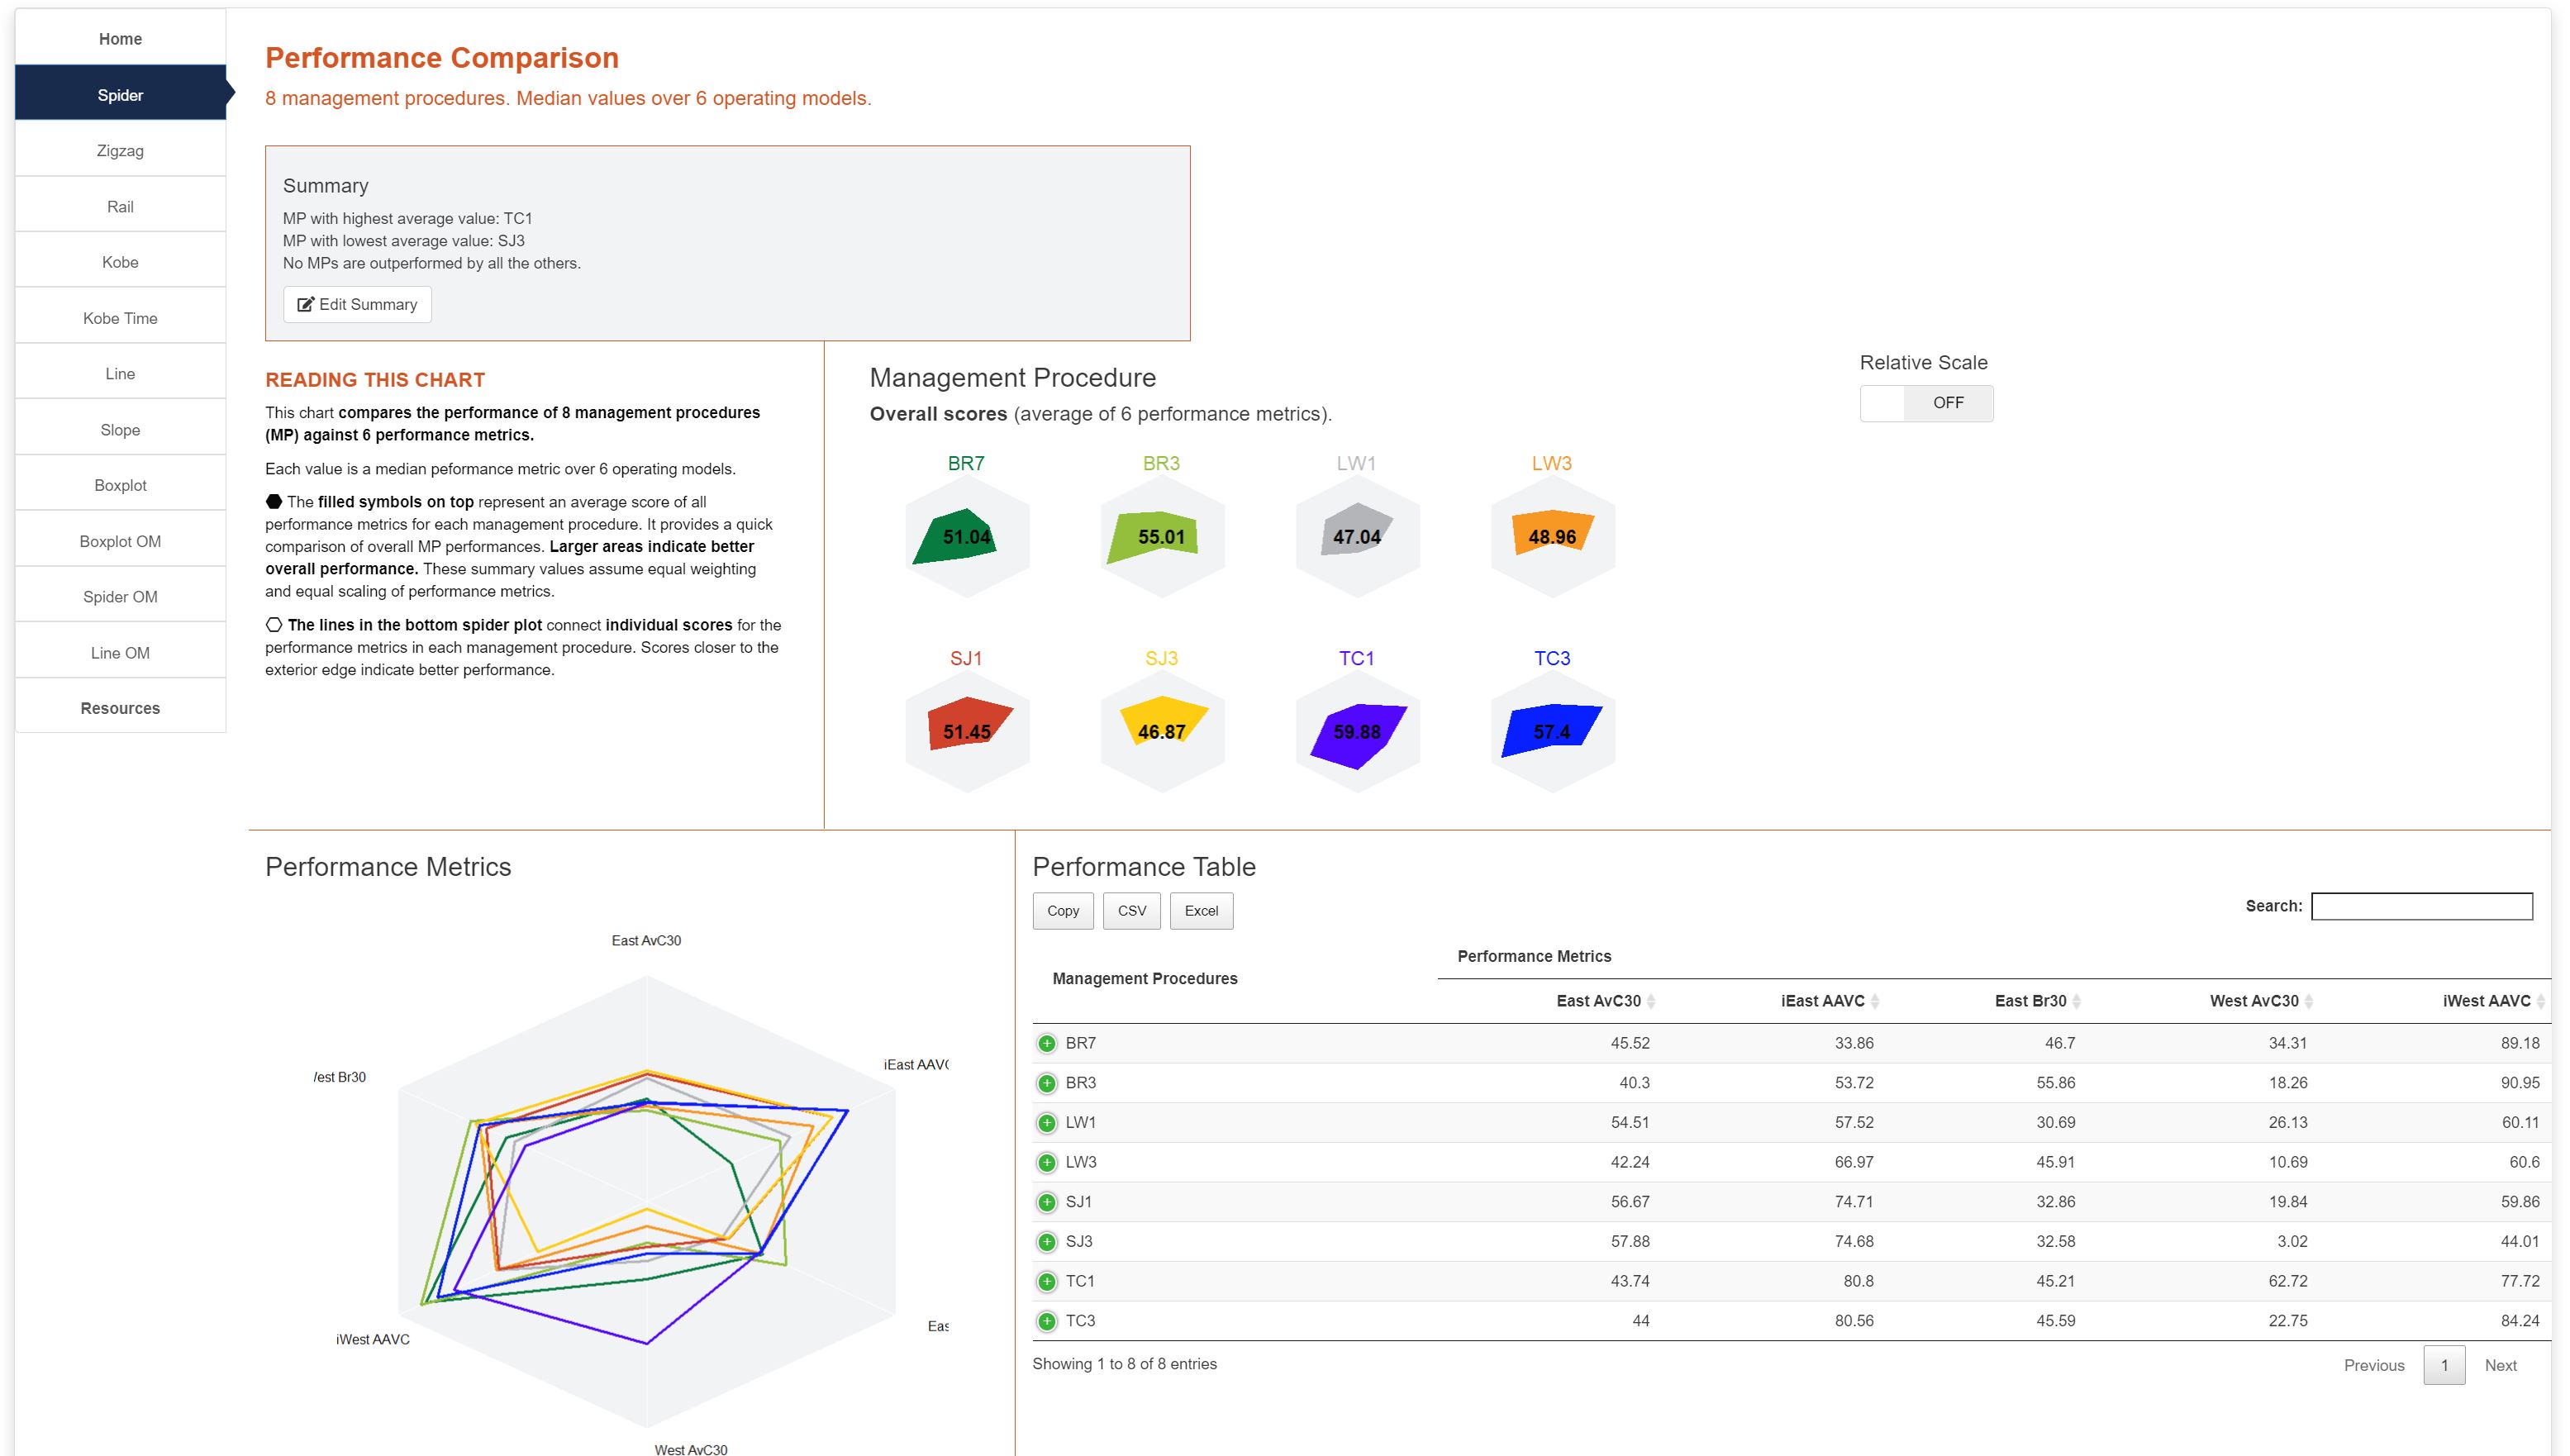 Home
Spider
Zigzag
Rail
Kobe
Kobe Time
Line
Slope
Boxplot
Boxplot OM
Spider OM
Line OM
Resources
Performance Comparison
8 management procedures. Median values over 6 operating models.
Summary
MP with highest average value: TC1
MP with lowest average value: SJ3
No MPs are outperformed by all the others.
Edit Summary
READING THIS CHART
This chart compares the performance of 8 management procedures
(MP) against 6 performance metrics.
Each value is a median peformance metric over 6 operating models.
The filled symbols on top represent an average score of all
performance metrics for each management procedure. It provides a quick
comparison of overall MP performances. Larger areas indicate better
overall performance. These summary values assume equal weighting
and equal scaling of performance metrics.
The lines in the bottom spider plot connect individual scores for the
performance metrics in each management procedure. Scores closer to the
exterior edge indicate better performance.
Management Procedure
Overall scores (average of 6 performance metrics).
Relative Scale
OFF
BR7 BR3 LW1 LW3
51.04 55.01 47.04 48.96
SJ1 SJ3 TC1 TC3
51.45 46.87 59.88 57.4
Performance Metrics
East AvC30
iEast AAVC
/est Br30
iWest AAVC
Eas
West AvC30
Performance Table
Copy CSV Excel
Search:
Management Procedures
Performance Metrics
East AvC30 iEast AAVC East Br30 West AvC30 iWest AAVC
BR7 45.52 33.86 46.7 34.31 89.18
BR3 40.3 53.72 55.86 18.26 90.95
LW1 54.51 57.52 30.69 26.13 60.11
LW3 42.24 66.97 45.91 10.69 60.6
SJ1 56.67 74.71 32.86 19.84 59.86
SJ3 57.88 74.68 32.58 3.02 44.01
TC1 43.74 80.8 45.21 62.72 77.72
TC3 44 80.56 45.59 22.75 84.24
Showing 1 to 8 of 8 entries
Previous 1 Next